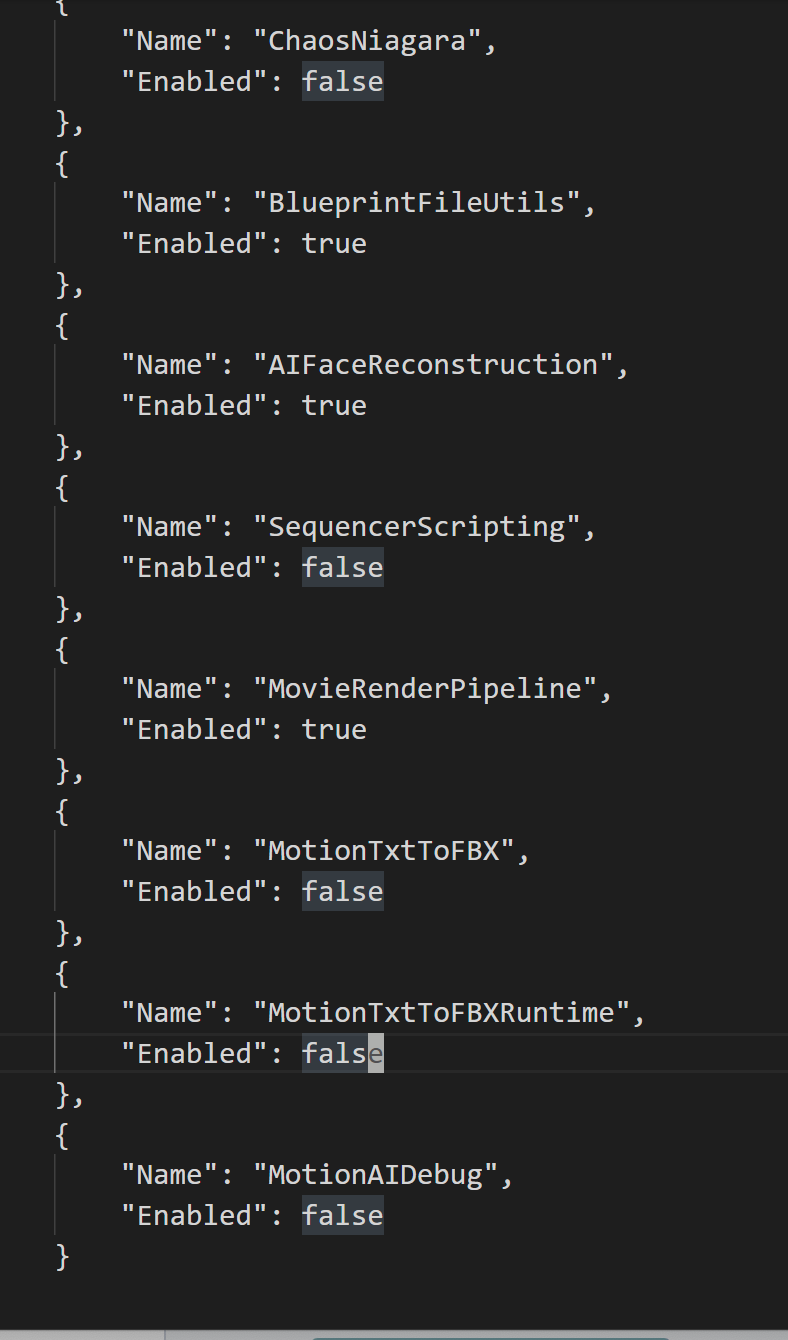 {
"Name": "ChaosNiagara",
"Enabled": false
},
{
"Name": "BlueprintFileUtils",
"Enabled": true
},
{
"Name": "AIFaceReconstruction",
"Enabled": true
},
{
"Name": "SequencerScripting",
"Enabled": false
},
{
"Name": "MovieRenderPipeline",
"Enabled": true
},
{
"Name": "MotionTxtToFBX",
"Enabled": false
},
{
"Name": "MotionTxtToFBXRuntime",
"Enabled": false
},
{
"Name": "MotionAIDebug",
"Enabled": false
}